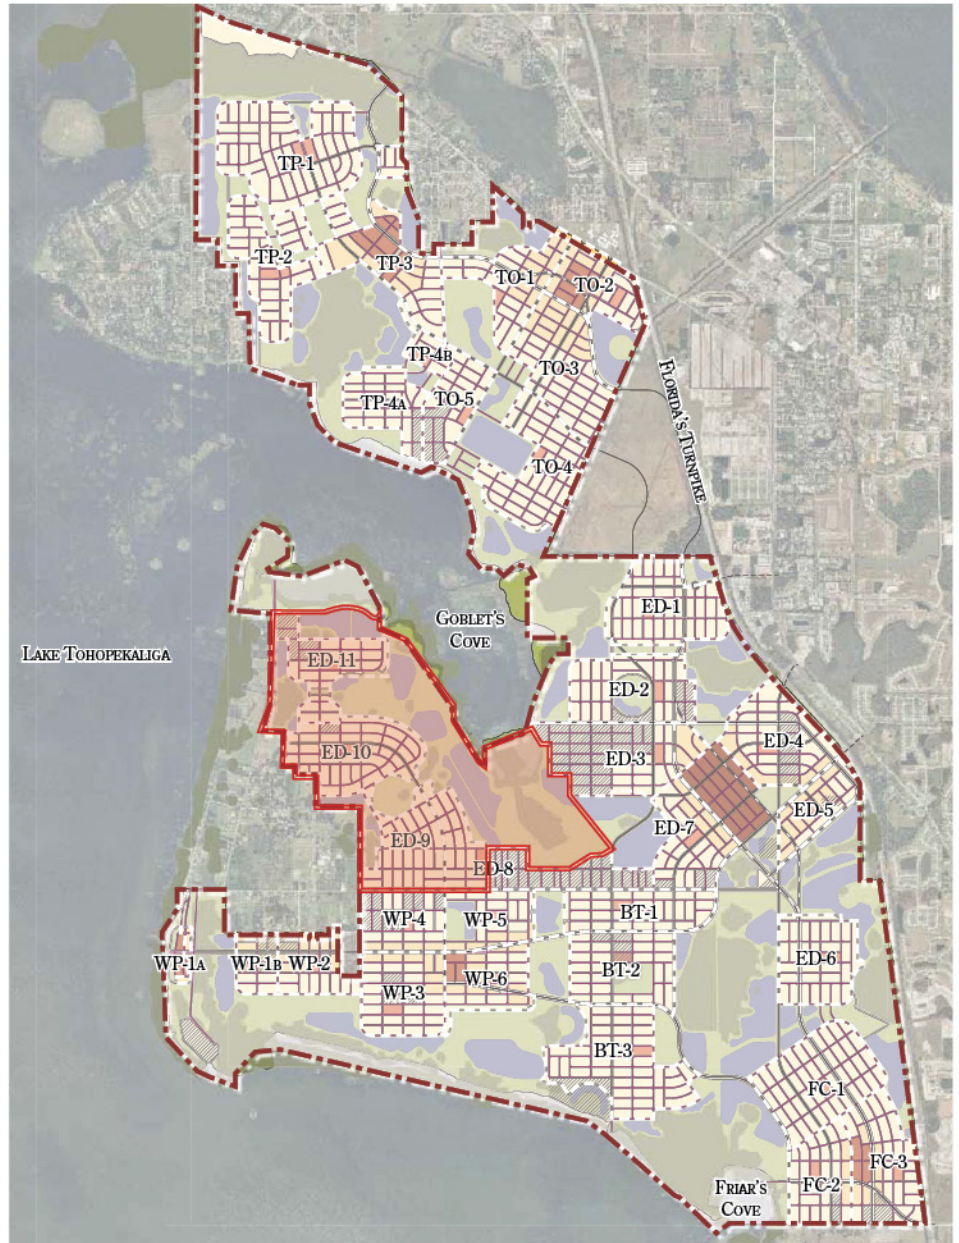 TP-1
TP-2
TP-3
TO-1
TO-2
TP-4B
TO-3
TP-4A
TO-5
TO-4
FLORIDA'S TURNPIKE
ED-1
GOBLET'S
COVE
LAKE TOHOPEKALIGA
ED-11
ED-2
ED-10
ED-3
ED-4
ED-5
ED-7
ED-9
ED-8
WP-4
WP-5
BT-1
WP-1A
WP-1B
WP-2
WP-3
WP-6
BT-2
ED-6
BT-3
FC-1
FC-3
FC-2
FRIAR'S
COVE